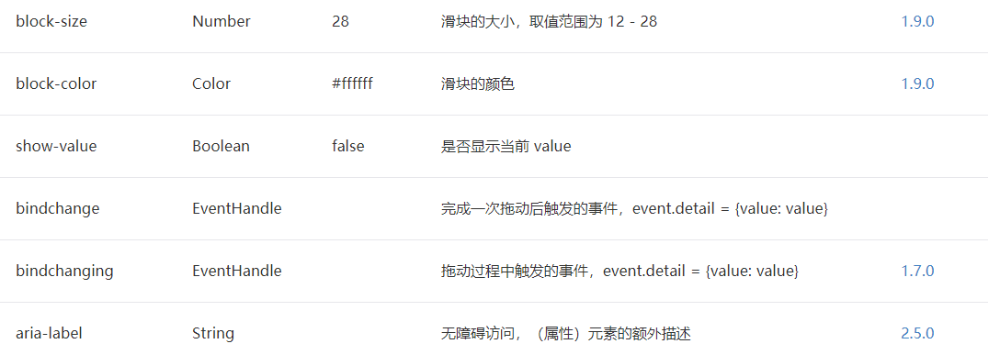 block-size Number 28 滑块的大小，取值范围为 12 - 28 1.9.0
block-color Color #ffffff 滑块的颜色 1.9.0
show-value Boolean false 是否显示当前 value
bindchange EventHandle 完成一次拖动后触发的事件，event.detail = {value: value}
bindchanging EventHandle 拖动过程中触发的事件，event.detail = {value: value} 1.7.0
aria-label String 无障碍访问，（属性）元素的额外描述 2.5.0